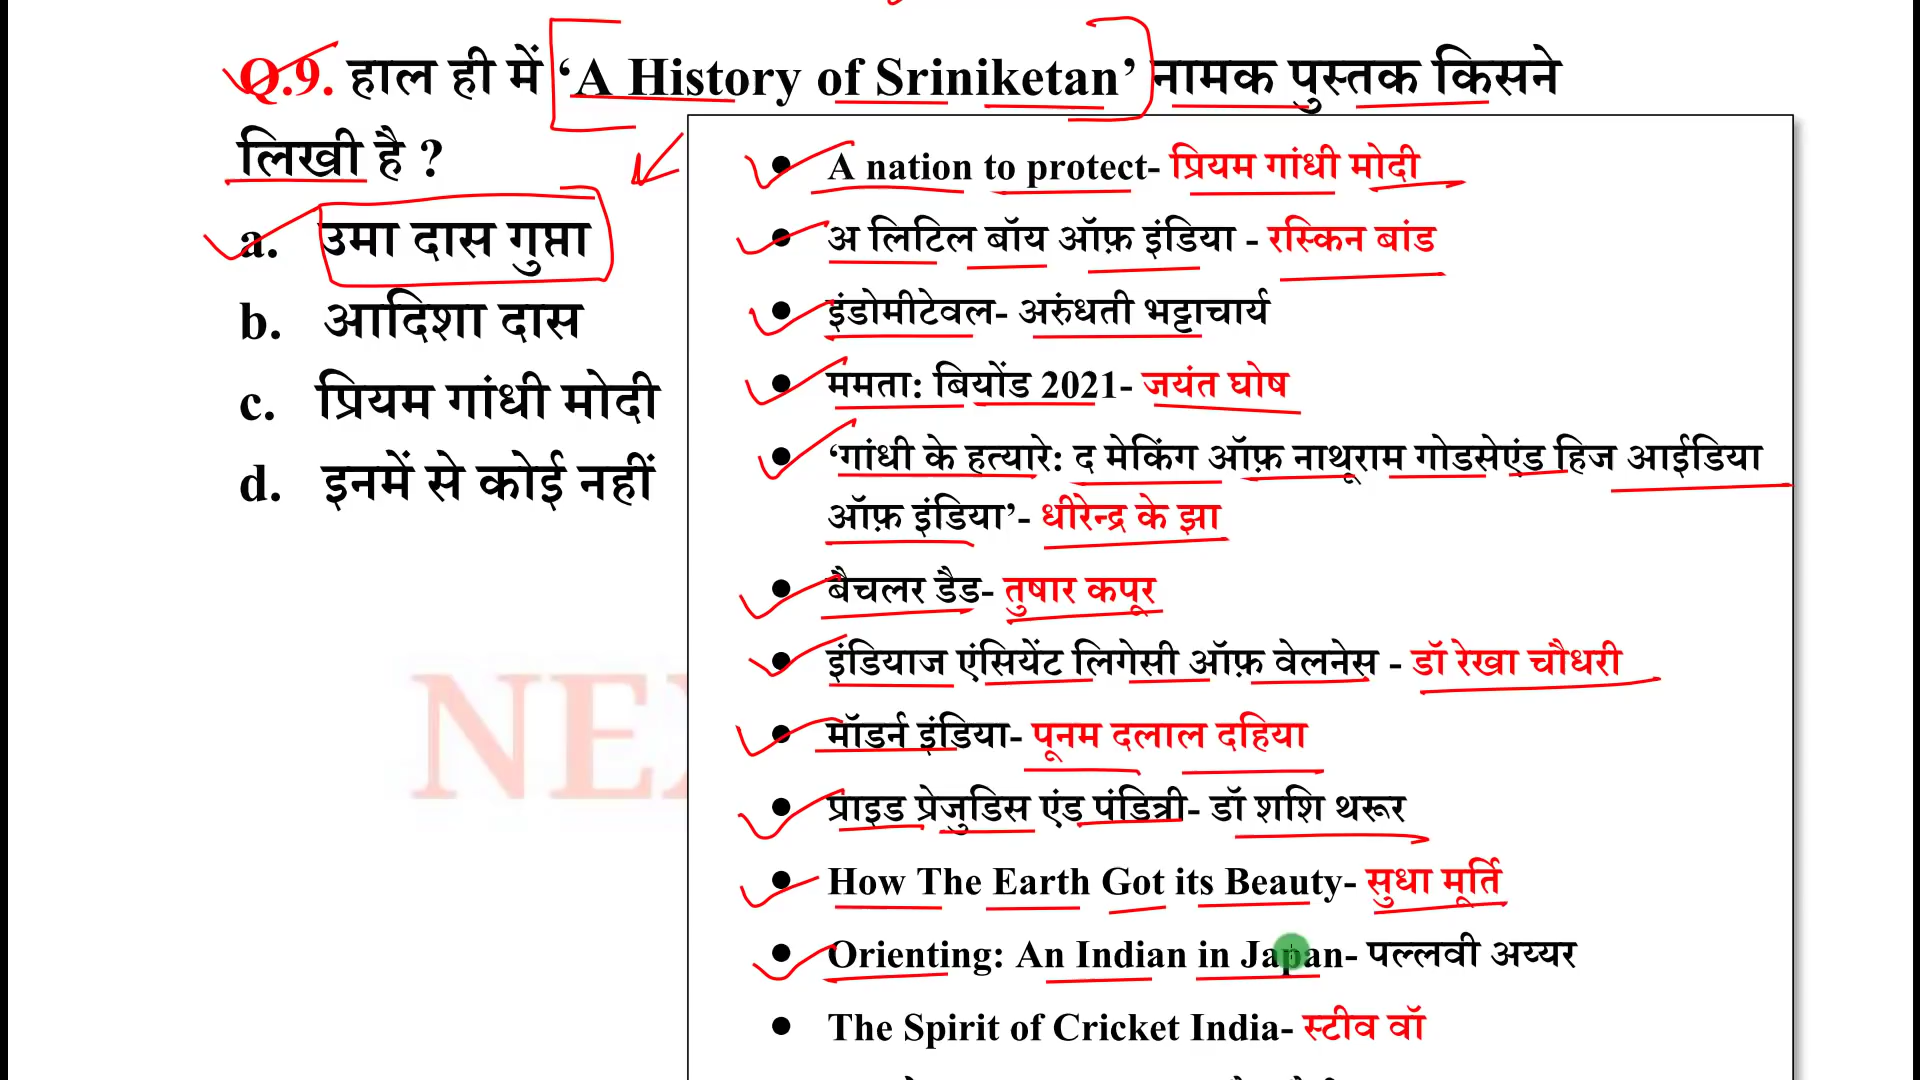 Q.9. हाल ही में ‘A History of Sriniketan’ नामक पुस्तक किसने
लिखी है ?
a. उमा दास गुप्ता
b. आदिशा दास
c. प्रियम गांधी मोदी
d. इनमें से कोई नहीं
● A nation to protect- प्रियम गांधी मोदी
● अ लिटिल बॉय ऑफ़ इंडिया - रस्किन बांड
● इंडोमीटेवल- अरुंधती भट्टाचार्य
● ममता: बियोंड 2021- जयंत घोष
● ‘गांधी के हत्यारे: द मेकिंग ऑफ़ नाथूराम गोडसेएंड हिज आईडिया
ऑफ़ इंडिया’- धीरेन्द्र के झा
● बैचलर डैड- तुषार कपूर
● इंडियाज एंसियेंट लिगेसी ऑफ़ वेलनेस - डॉ रेखा चौधरी
● मॉडर्न इंडिया- पूनम दलाल दहिया
● प्राइड प्रेजुडिस एंड पंडित्री- डॉ शशि थरूर
● How The Earth Got its Beauty- सुधा मूर्ति
● Orienting: An Indian in Japan- पल्लवी अय्यर
● The Spirit of Cricket India- स्टीव वॉ